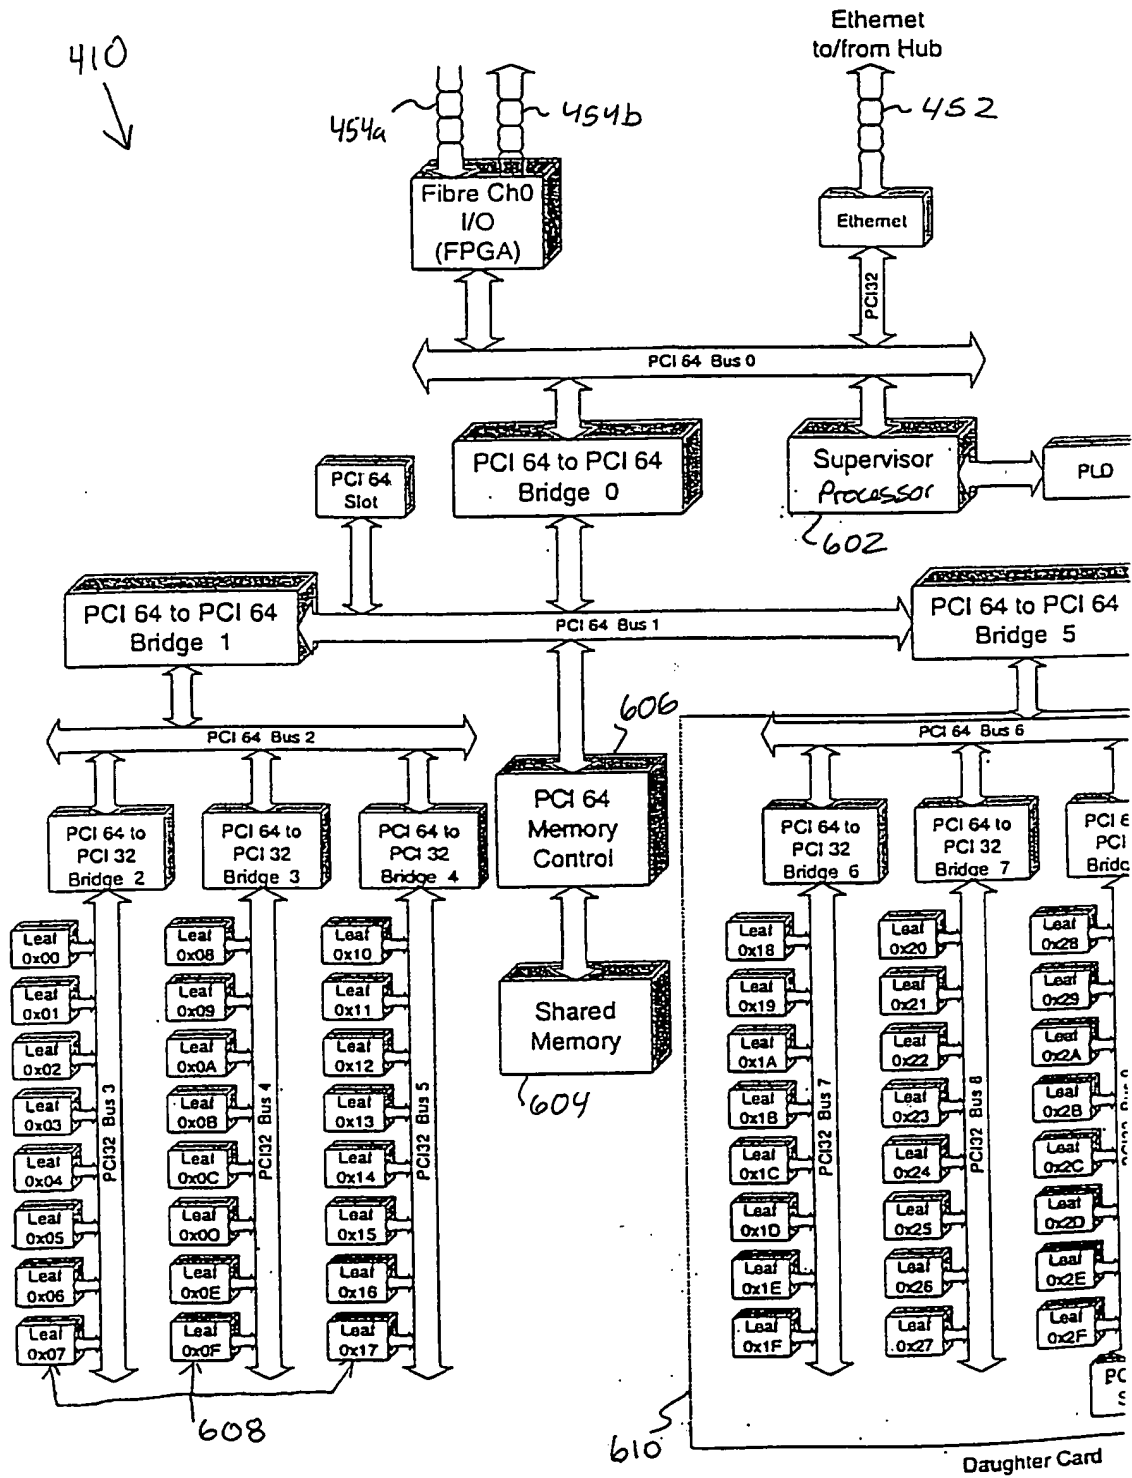 410
Ethernet
to/from Hub
454a
454b
452
Fibre Ch0
I/O
(FPGA)
Ethernet
PCI32
PCI 64 Bus 0
PCI 64
Slot
PCI 64 to PCI 64
Bridge 0
Supervisor
Processor
602
PLD
PCI 64 to PCI 64
Bridge 1
PCI 64 Bus 1
PCI 64 to PCI 64
Bridge 5
PCI 64 Bus 2
606
PCI 64 Bus 6
PCI 64 to
PCI 32
Bridge 2
PCI 64 to
PCI 32
Bridge 3
PCI 64 to
PCI 32
Bridge 4
PCI 64
Memory
Control
PCI 64 to
PCI 32
Bridge 6
PCI 64 to
PCI 32
Bridge 7
PCI 6
PCI
Bridg
Leaf
0x00
Leaf
0x01
Leaf
0x02
Leaf
0x03
Leaf
0x04
Leaf
0x05
Leaf
0x06
Leaf
0x07
PCI32 Bus 3
Leaf
0x08
Leaf
0x09
Leaf
0x0A
Leaf
0x0B
Leaf
0x0C
Leaf
0x0D
Leaf
0x0E
Leaf
0x0F
PCI32 Bus 4
Leaf
0x10
Leaf
0x11
Leaf
0x12
Leaf
0x13
Leaf
0x14
Leaf
0x15
Leaf
0x16
Leaf
0x17
PCI32 Bus 5
608
Shared
Memory
604
Leaf
0x18
Leaf
0x19
Leaf
0x1A
Leaf
0x1B
Leaf
0x1C
Leaf
0x1D
Leaf
0x1E
Leaf
0x1F
PCI32 Bus 7
Leaf
0x20
Leaf
0x21
Leaf
0x22
Leaf
0x23
Leaf
0x24
Leaf
0x25
Leaf
0x26
Leaf
0x27
PCI32 Bus 8
Leaf
0x28
Leaf
0x29
Leaf
0x2A
Leaf
0x2B
Leaf
0x2C
Leaf
0x2D
Leaf
0x2E
Leaf
0x2F
PCI32 Bus 9
PC
S
610
Daughter Card